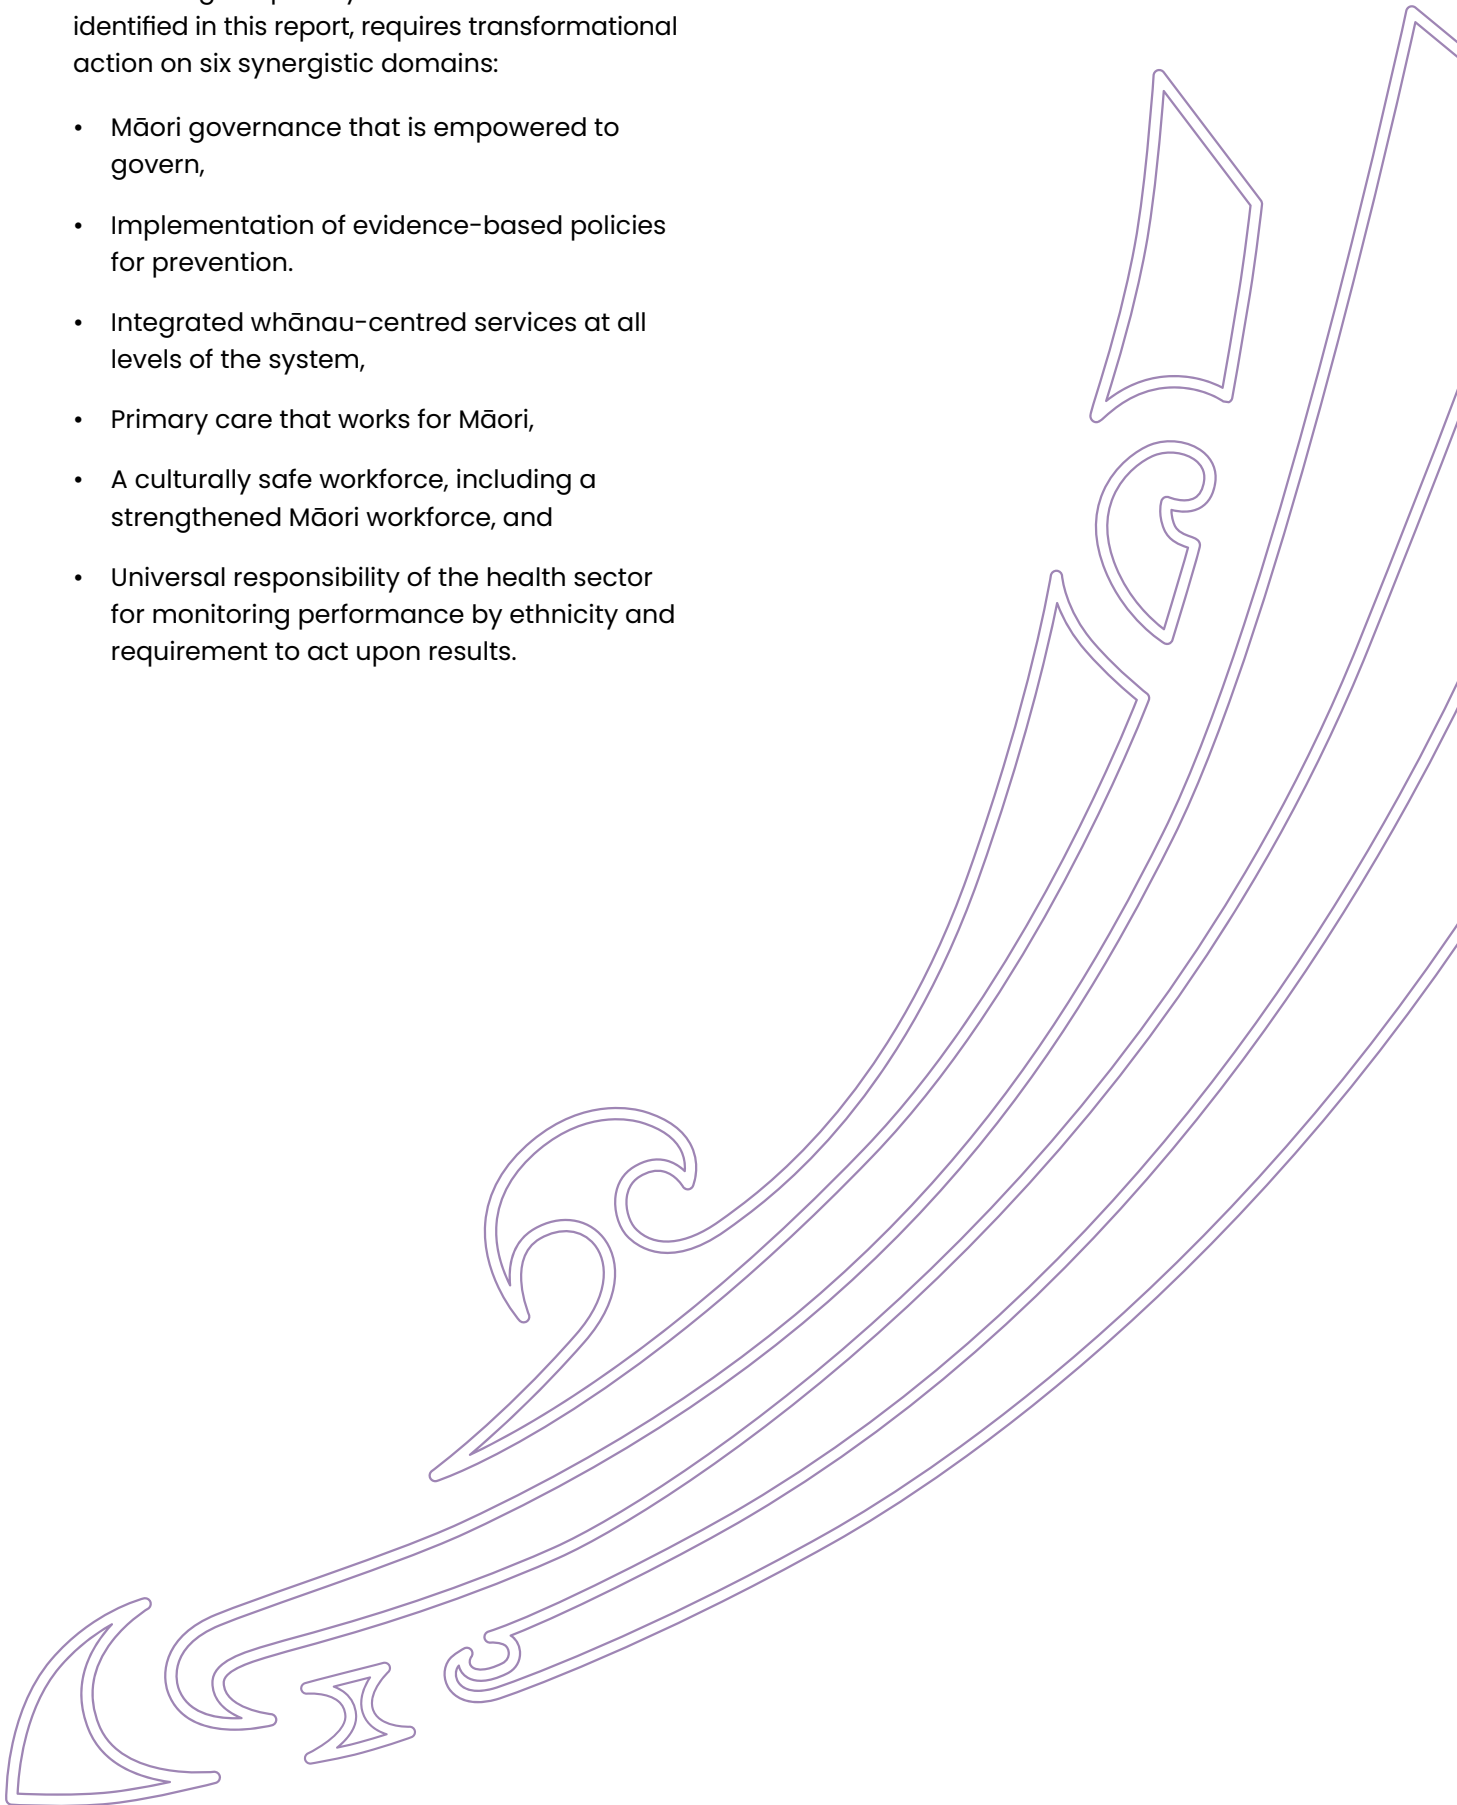 identified in this report, requires transformational
action on six synergistic domains:
• Māori governance that is empowered to
govern,
• Implementation of evidence-based policies
for prevention.
• Integrated whānau-centred services at all
levels of the system,
• Primary care that works for Māori,
• A culturally safe workforce, including a
strengthened Māori workforce, and
• Universal responsibility of the health sector
for monitoring performance by ethnicity and
requirement to act upon results.